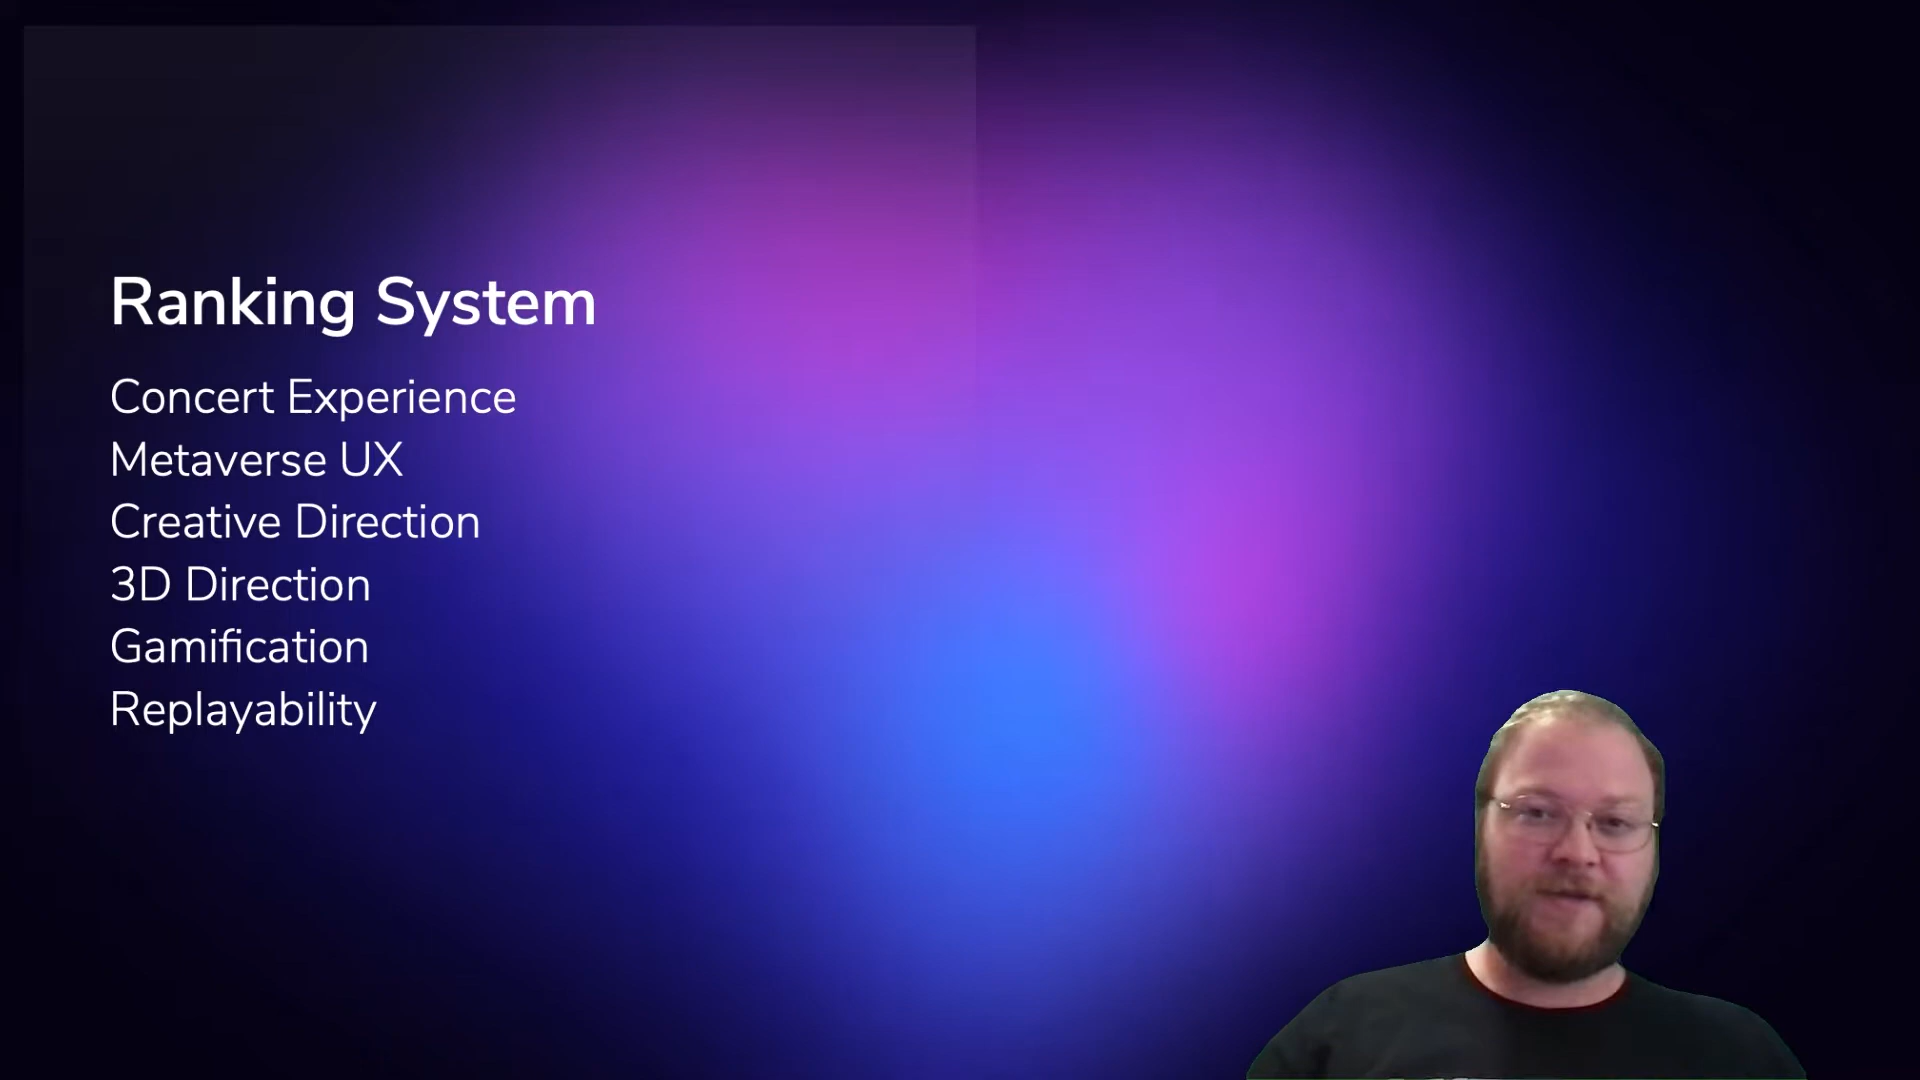 Ranking System
Concert Experience
Metaverse UX
Creative Direction
3D Direction
Gamification
Replayability